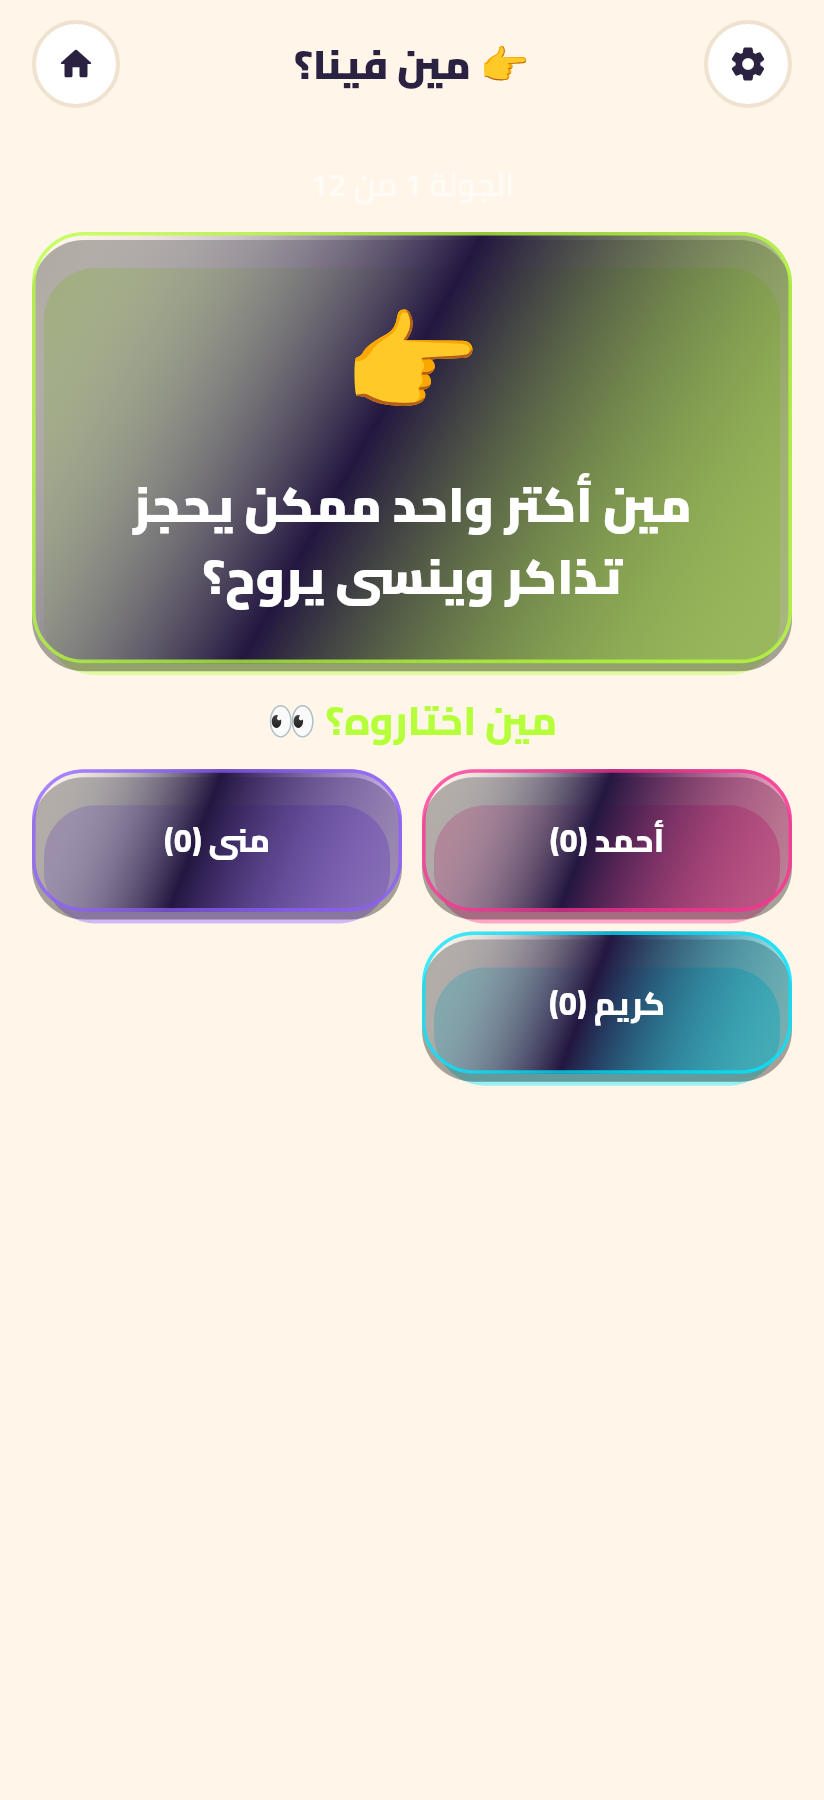 👉 مين فينا؟
الجولة 1 من 12
👉
مين أكتر واحد ممكن يحجز
تذاكر وينسى يروح؟
مين اختاروه؟ 👀
أحمد (0)
منى (0)
كريم (0)